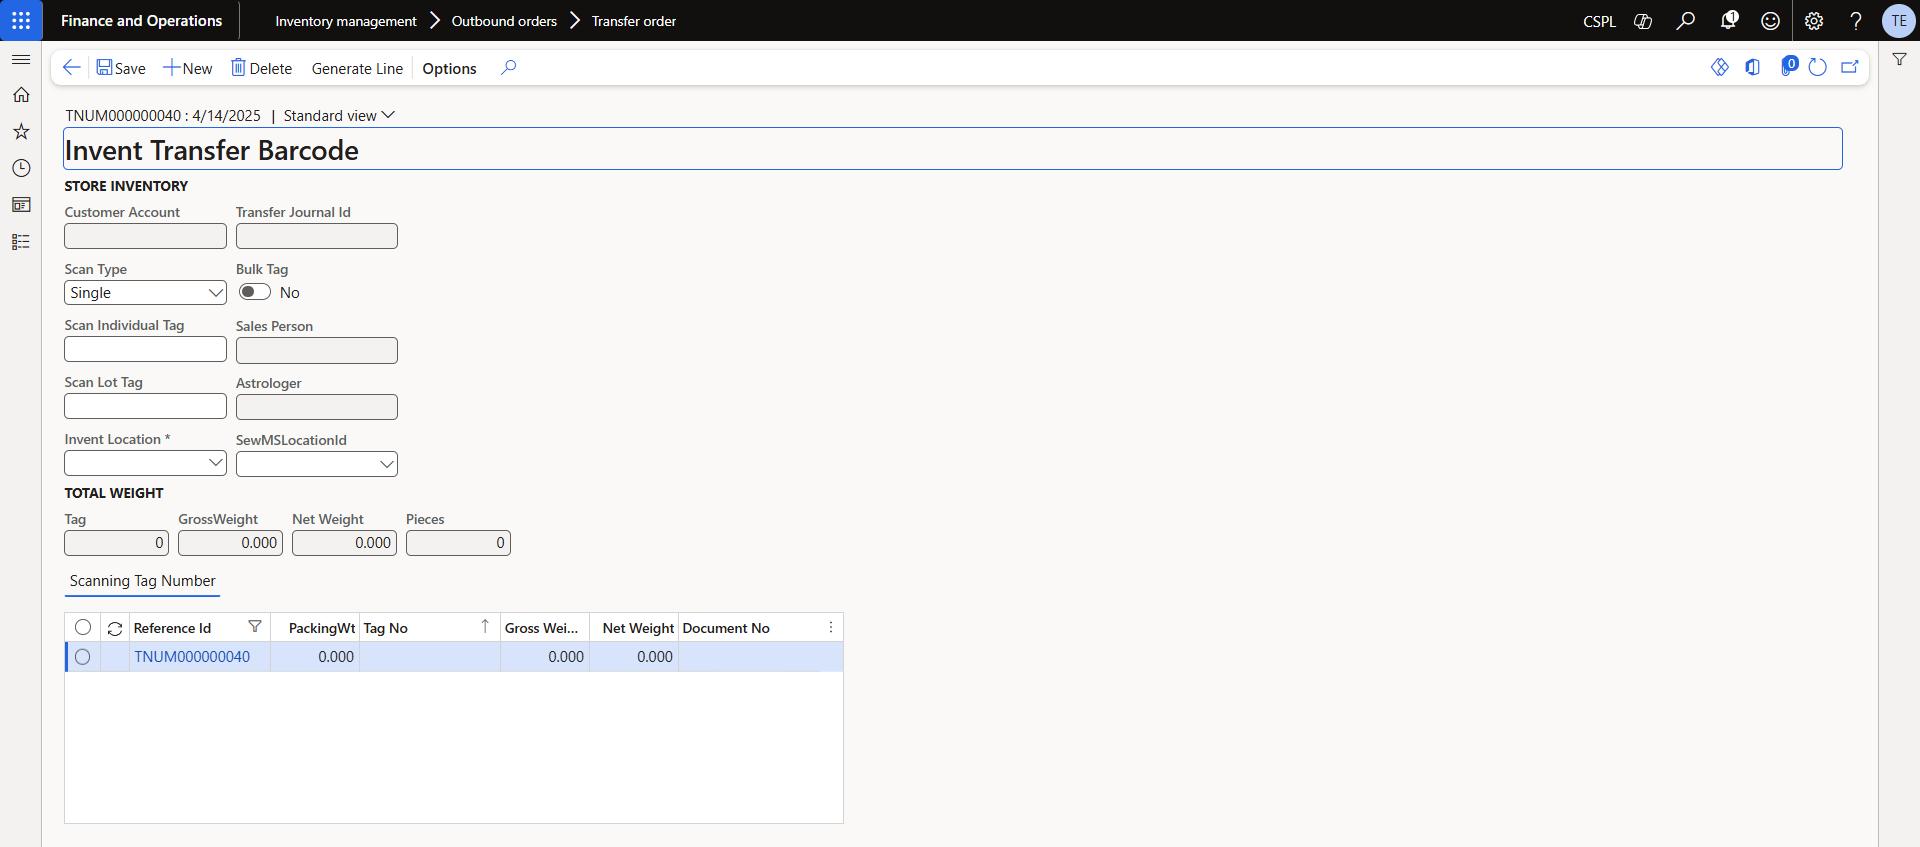 Finance and Operations
Inventory management > Outbound orders > Transfer order
CSPL
1
TE
Save
New
Delete
Generate Line
Options
0
TNUM000000040 : 4/14/2025 | Standard view
Invent Transfer Barcode
STORE INVENTORY
Customer Account Transfer Journal Id
Scan Type Bulk Tag
Single No
Scan Individual Tag Sales Person
Scan Lot Tag Astrologer
Invent Location * SewMSLocationId
TOTAL WEIGHT
Tag GrossWeight Net Weight Pieces
0 0.000 0.000 0
Scanning Tag Number
Reference Id PackingWt Tag No Gross Wei... Net Weight Document No
TNUM000000040 0.000 0.000 0.000